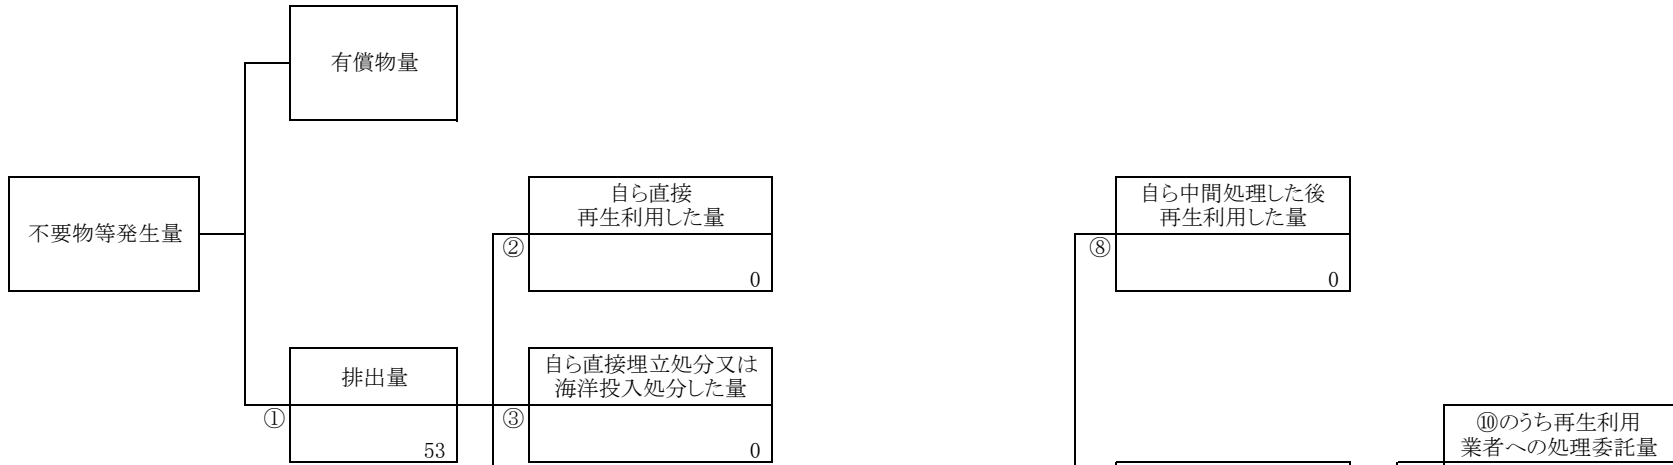 有償物量
不要物等発生量
自ら直接
再生利用した量
②
0
自ら中間処理した後
再生利用した量
⑧
0
排出量
①
53
自ら直接埋立処分又は
海洋投入処分した量
③
0
⑩のうち再生利用
業者への処理委託量